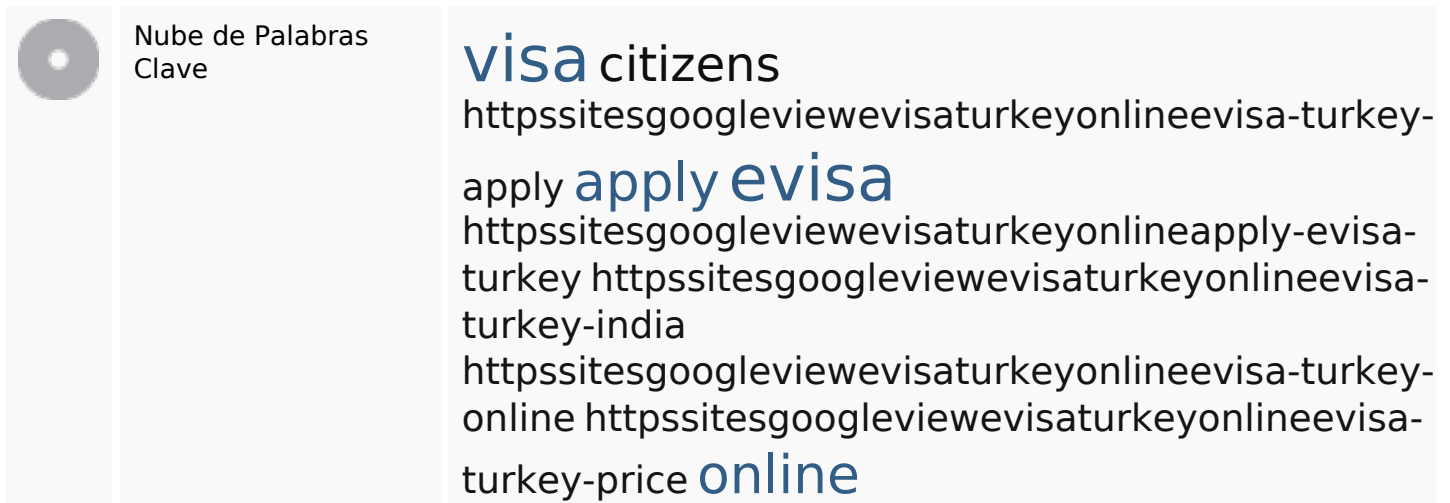 Nube de Palabras
Clave
visa citizens
httpssitesgoogleviewevisaturkeyonlineevisa-turkey-
apply apply evisa
httpssitesgoogleviewevisaturkeyonlineapply-evisa-
turkey httpssitesgoogleviewevisaturkeyonlineevisa-
turkey-india
httpssitesgoogleviewevisaturkeyonlineevisa-turkey-
online httpssitesgoogleviewevisaturkeyonlineevisa-
turkey-price online